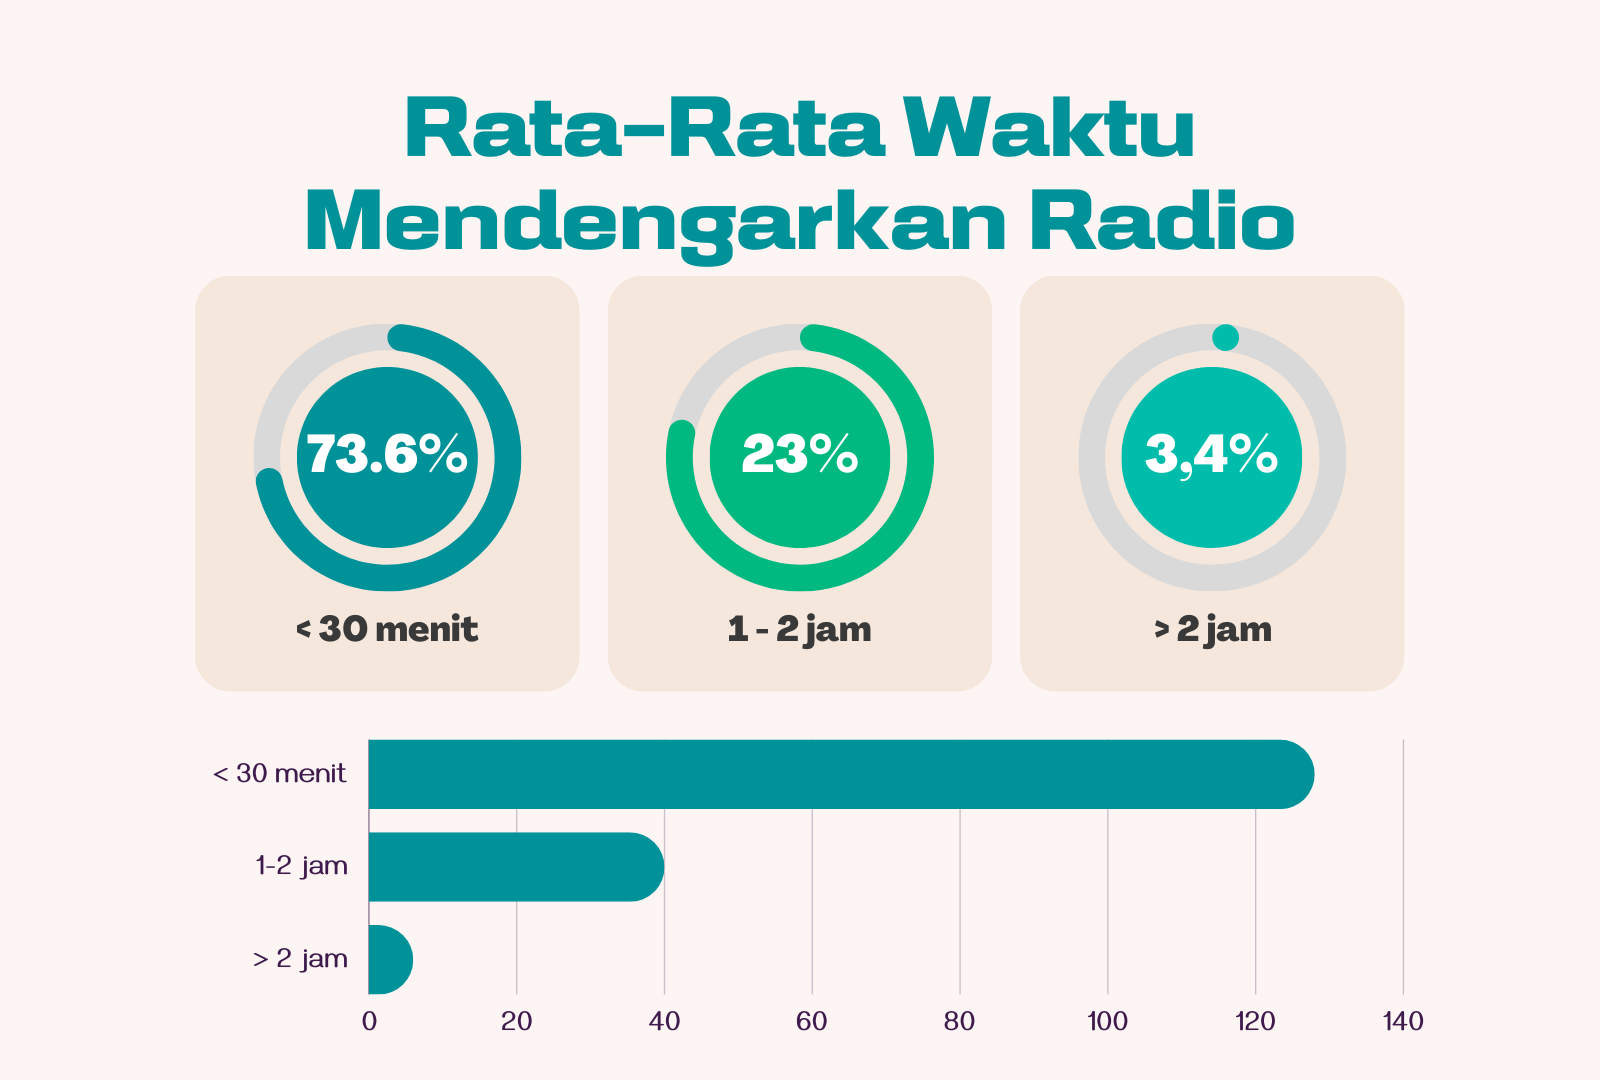 Rata-Rata Waktu
Mendengarkan Radio
73.6%
23%
3,4%
< 30 menit
1 - 2 jam
> 2 jam
< 30 menit
1-2 jam
> 2 jam
0 20 40 60 80 100 120 140